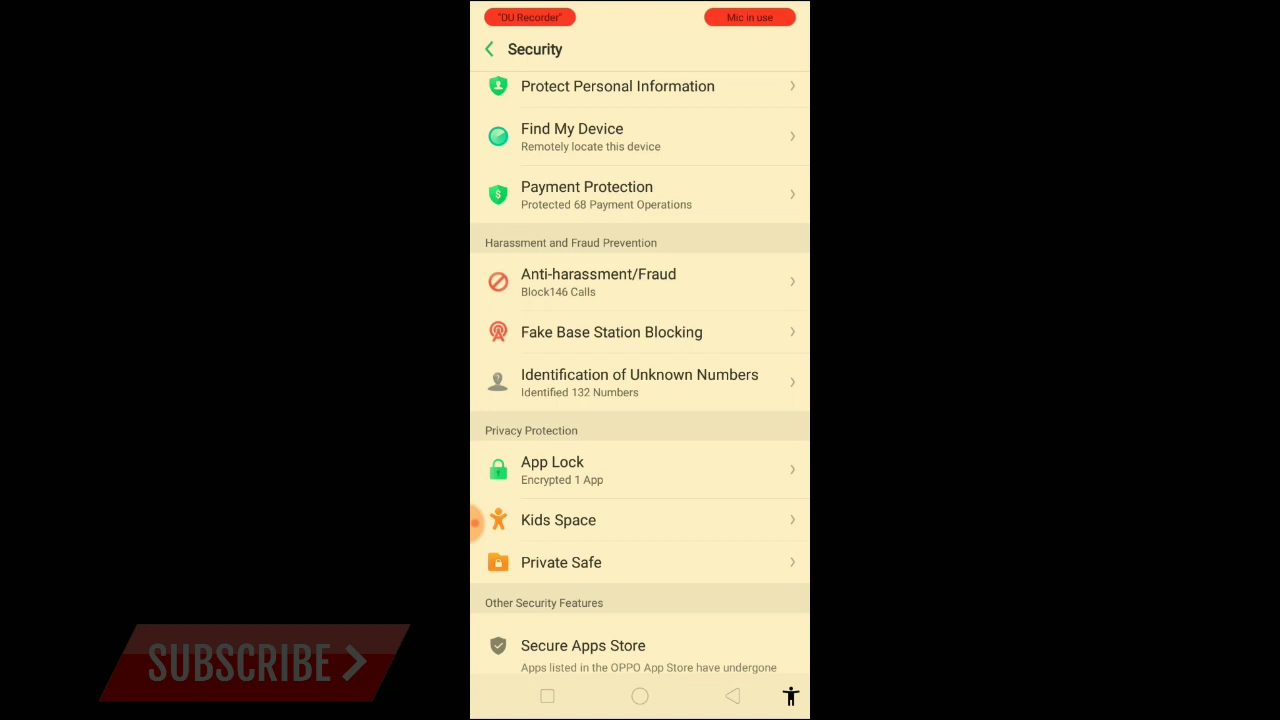 "DU Recorder"
Mic in use
Security
Protect Personal Information
Find My Device
Remotely locate this device
Payment Protection
Protected 68 Payment Operations
Harassment and Fraud Prevention
Anti-harassment/Fraud
Block146 Calls
Fake Base Station Blocking
Identification of Unknown Numbers
Identified 132 Numbers
Privacy Protection
App Lock
Encrypted 1 App
Kids Space
Private Safe
Other Security Features
Secure Apps Store
Apps listed in the OPPO App Store have undergone
SUBSCRIBE